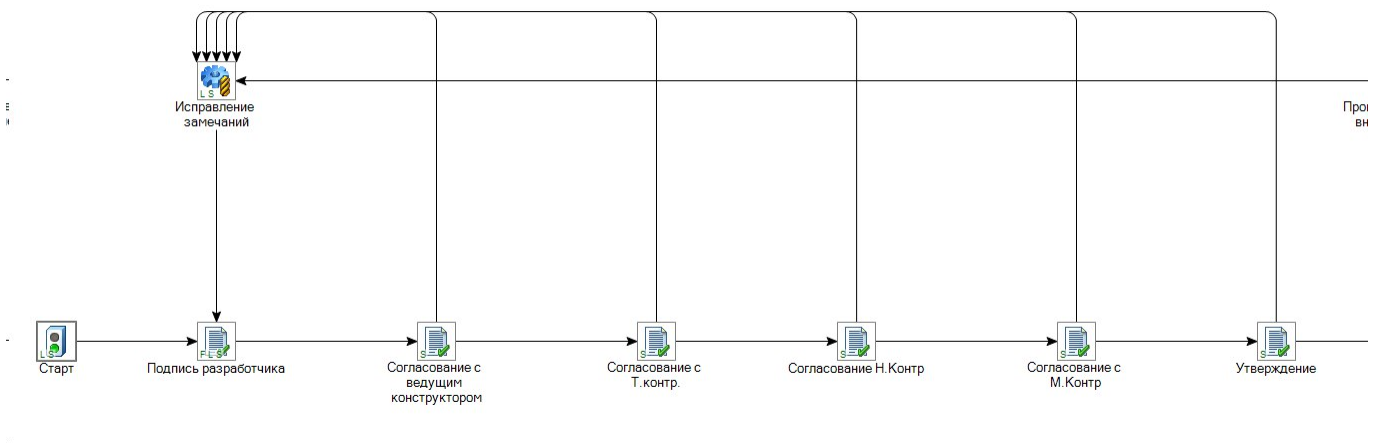 Исправление
замечаний
L S
L S
Старт
F L S
Подпись разработчика
S
Согласование с
ведущим
конструктором
S
Согласование с
Т.контр.
S
Согласование Н.Контр
S
Согласование с
М.Контр
S
Утверждение